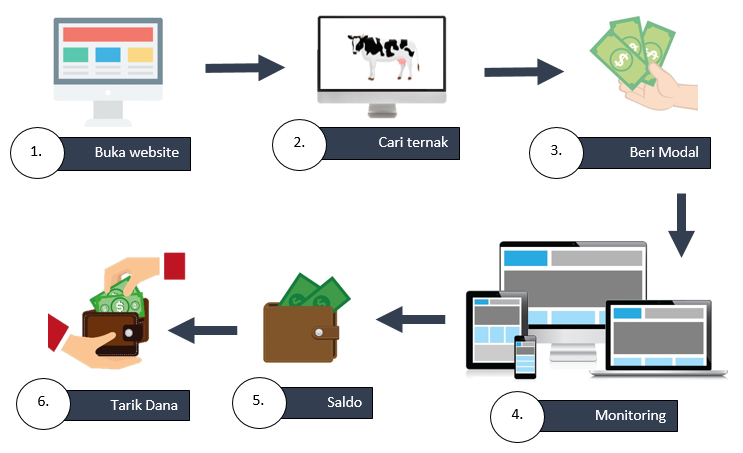 1.
Buka website
2.
Cari ternak
3.
Beri Modal
4.
Monitoring
5.
Saldo
6.
Tarik Dana